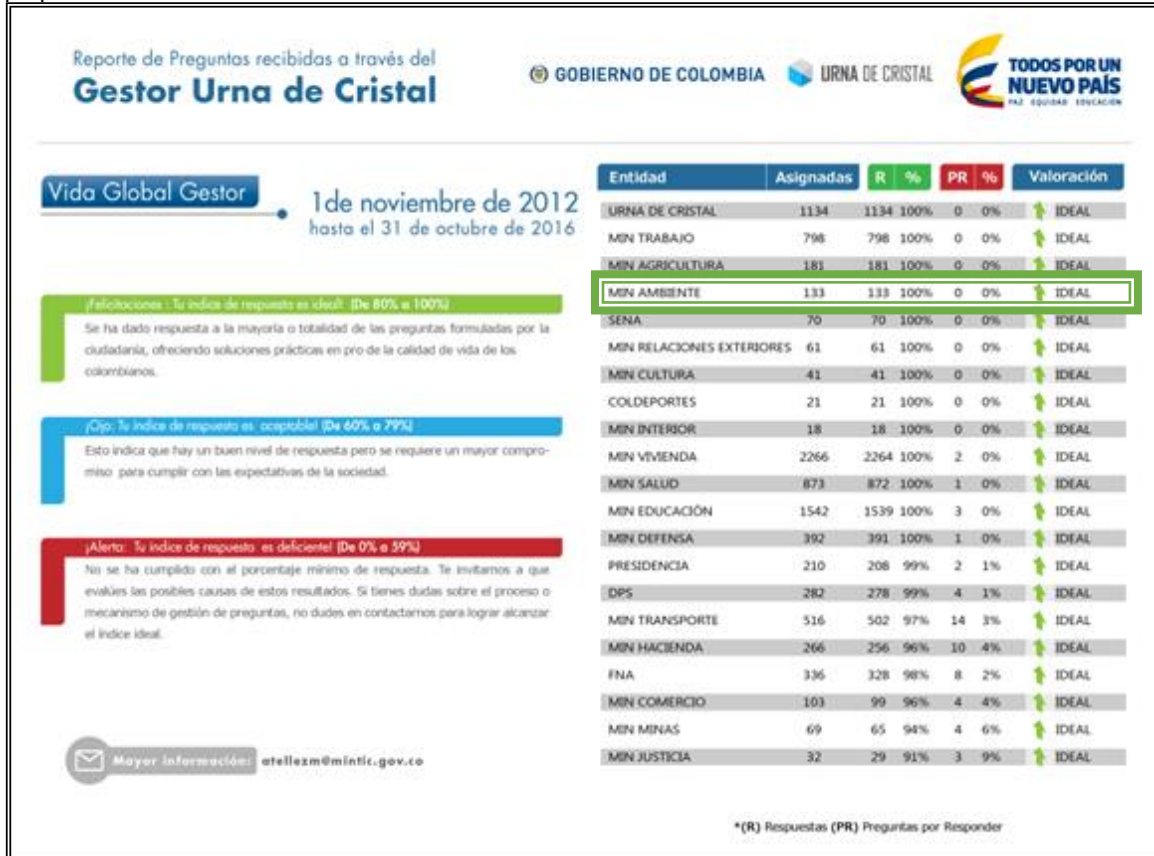 Reporte de Preguntas recibidas a través del
Gestor Urna de Cristal
GOBIERNO DE COLOMBIA
URNA DE CRISTAL
TODOS POR UN
NUEVO PAÍS
PAZ EQUIDAD EDUCACIÓN
Vida Global Gestor
1de noviembre de 2012
hasta el 31 de octubre de 2016
¡Felicitaciones : Tu índice de respuesta es ideal! (De 80% a 100%)
Se ha dado respuesta a la mayoría o totalidad de las preguntas formuladas por la
ciudadanía, ofreciendo soluciones prácticas en pro de la calidad de vida de los
colombianos.
¡Ojo: Tu índice de respuesta es aceptable! (De 60% a 79%)
Esto indica que hay un buen nivel de respuesta pero se requiere un mayor compro-
miso para cumplir con las expectativas de la sociedad.
¡Alerta: Tu índice de respuesta es deficiente! (De 0% a 59%)
No se ha cumplido con el porcentaje mínimo de respuesta. Te invitamos a que
evalúes las posibles causas de estos resultados. Si tienes dudas sobre el proceso o
mecanismo de gestión de preguntas, no dudes en contactarnos para lograr alcanzar
el índice ideal.
Mayor información: atellezm@mintic.gov.co
Entidad Asignadas R % PR % Valoración
URNA DE CRISTAL 1134 1134 100% 0 0% IDEAL
MIN TRABAJO 798 798 100% 0 0% IDEAL
MIN AGRICULTURA 181 181 100% 0 0% IDEAL
MIN AMBIENTE 133 133 100% 0 0% IDEAL
SENA 70 70 100% 0 0% IDEAL
MIN RELACIONES EXTERIORES 61 61 100% 0 0% IDEAL
MIN CULTURA 41 41 100% 0 0% IDEAL
COLDEPORTES 21 21 100% 0 0% IDEAL
MIN INTERIOR 18 18 100% 0 0% IDEAL
MIN VIVIENDA 2266 2264 100% 2 0% IDEAL
MIN SALUD 873 872 100% 1 0% IDEAL
MIN EDUCACIÓN 1542 1539 100% 3 0% IDEAL
MIN DEFENSA 392 391 100% 1 0% IDEAL
PRESIDENCIA 210 208 99% 2 1% IDEAL
DPS 282 278 99% 4 1% IDEAL
MIN TRANSPORTE 516 502 97% 14 3% IDEAL
MIN HACIENDA 266 256 96% 10 4% IDEAL
FNA 336 328 98% 8 2% IDEAL
MIN COMERCIO 103 99 96% 4 4% IDEAL
MIN MINAS 69 65 94% 4 6% IDEAL
MIN JUSTICIA 32 29 91% 3 9% IDEAL
*(R) Respuestas (PR) Preguntas por Responder